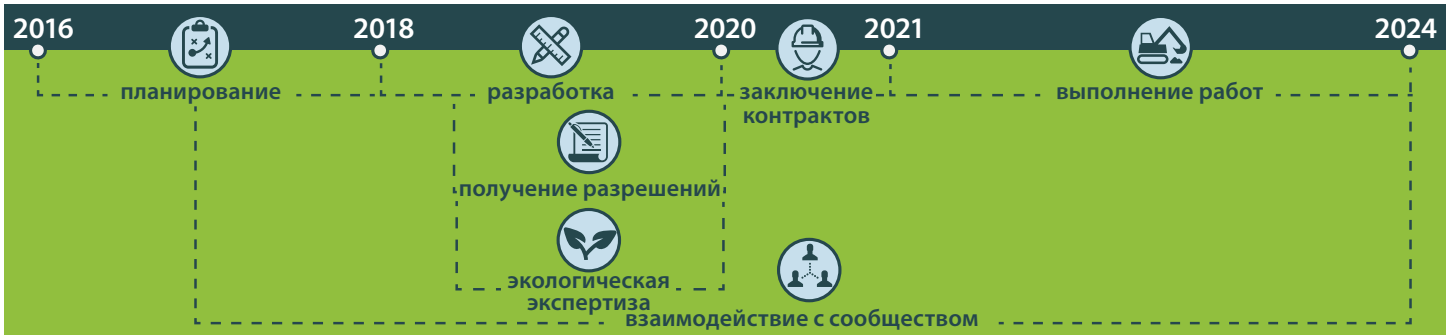 2016 2018 2020 2021 2024
планирование разработка заключение контрактов выполнение работ
получение разрешений
экологическая
экспертиза
взаимодействие с сообществом